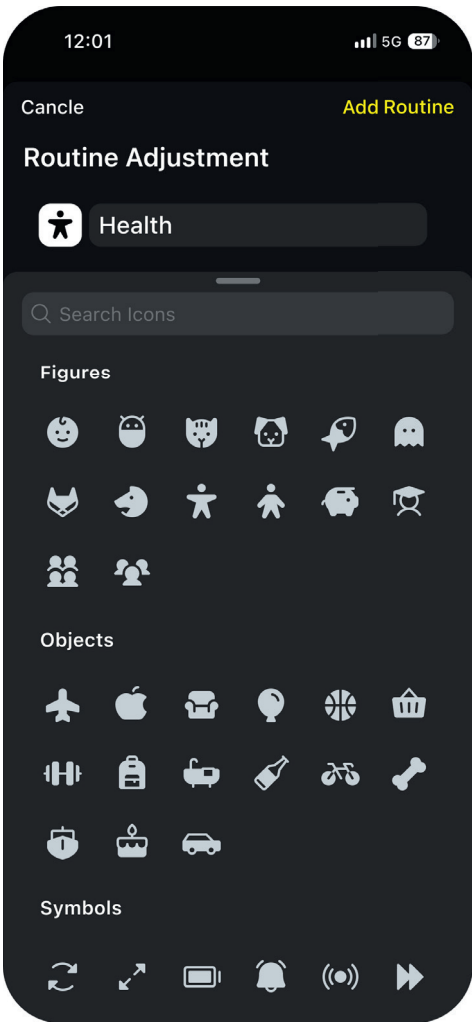 12:01
5G 87
Cancle
Add Routine
Routine Adjustment
Health
Search Icons
Figures
Objects
Symbols